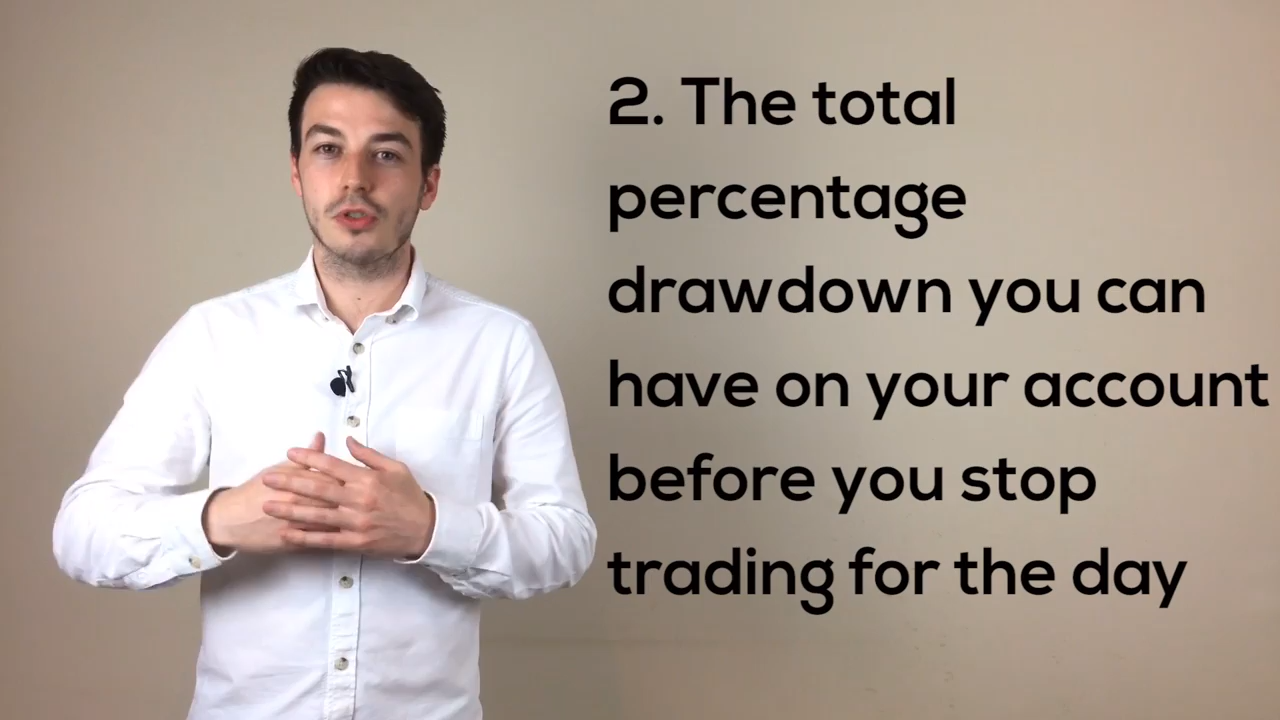 2. The total
percentage
drawdown you can
have on your account
before you stop
trading for the day